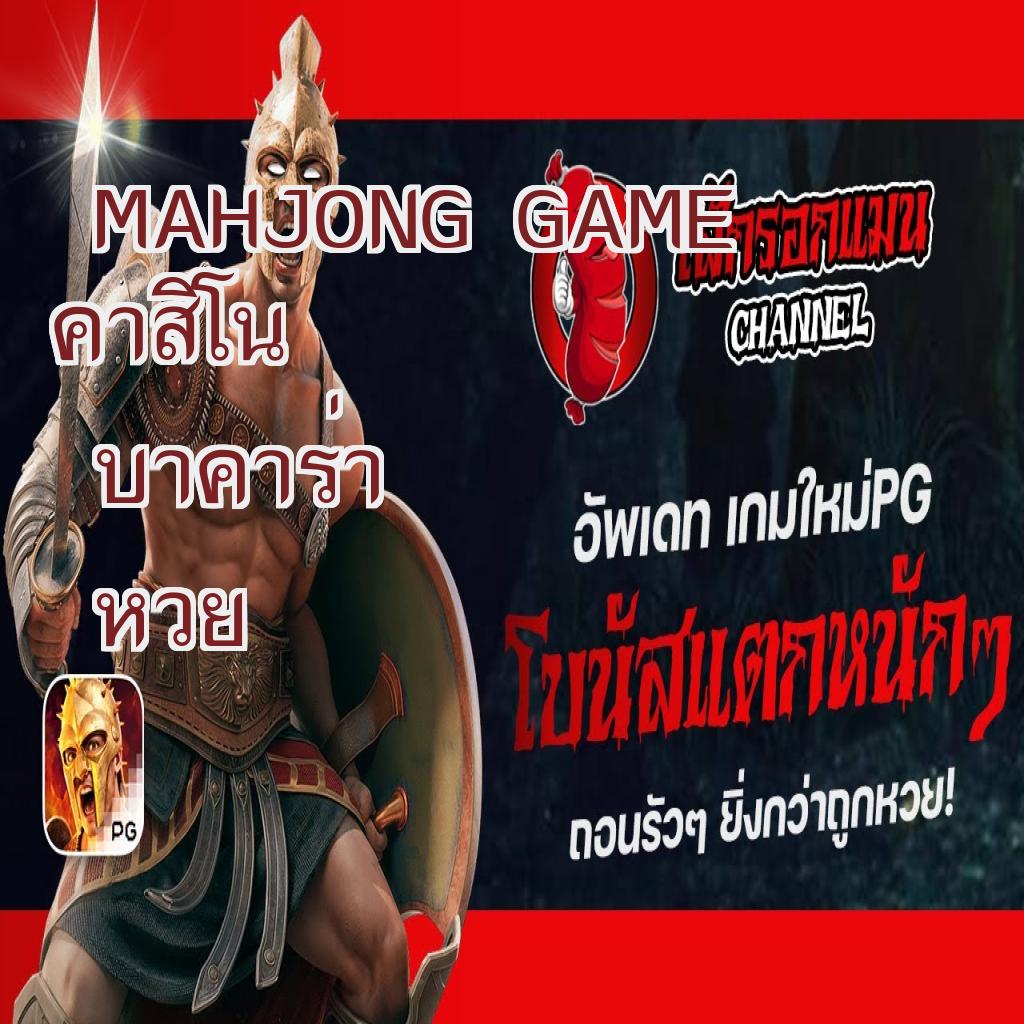 MAHJONG GAME
คาสิโน
บาคาร่า
หวย
PG
CHANNEL
อัพเดท เกมใหม่PG
โบนัสแตกหนักๆ
ถอนรัวๆ ยิ่งกว่าถูกหวย!